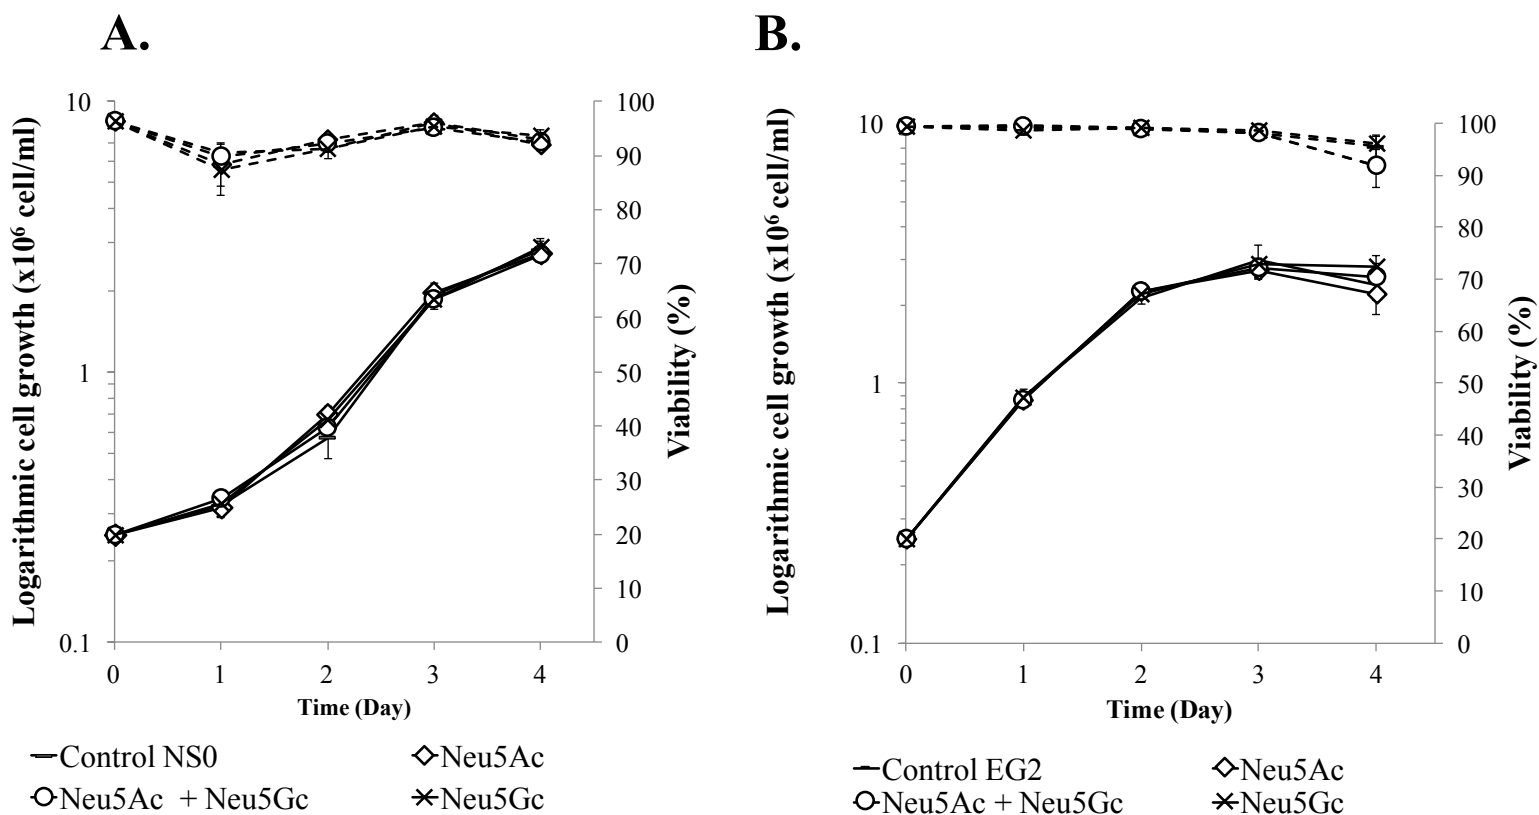 A.
Logarithmic cell growth (x10⁶ cell/ml)
10
1
0.1
100
90
80
70
60
50
40
30
20
10
0
Viability (%)
0 1 2 3 4
Time (Day)
Control NS0
Neu5Ac
Neu5Ac + Neu5Gc
Neu5Gc
B.
Logarithmic cell growth (x10⁶ cell/ml)
10
1
0.1
100
90
80
70
60
50
40
30
20
10
0
Viability (%)
0 1 2 3 4
Time (Day)
Control EG2
Neu5Ac
Neu5Ac + Neu5Gc
Neu5Gc